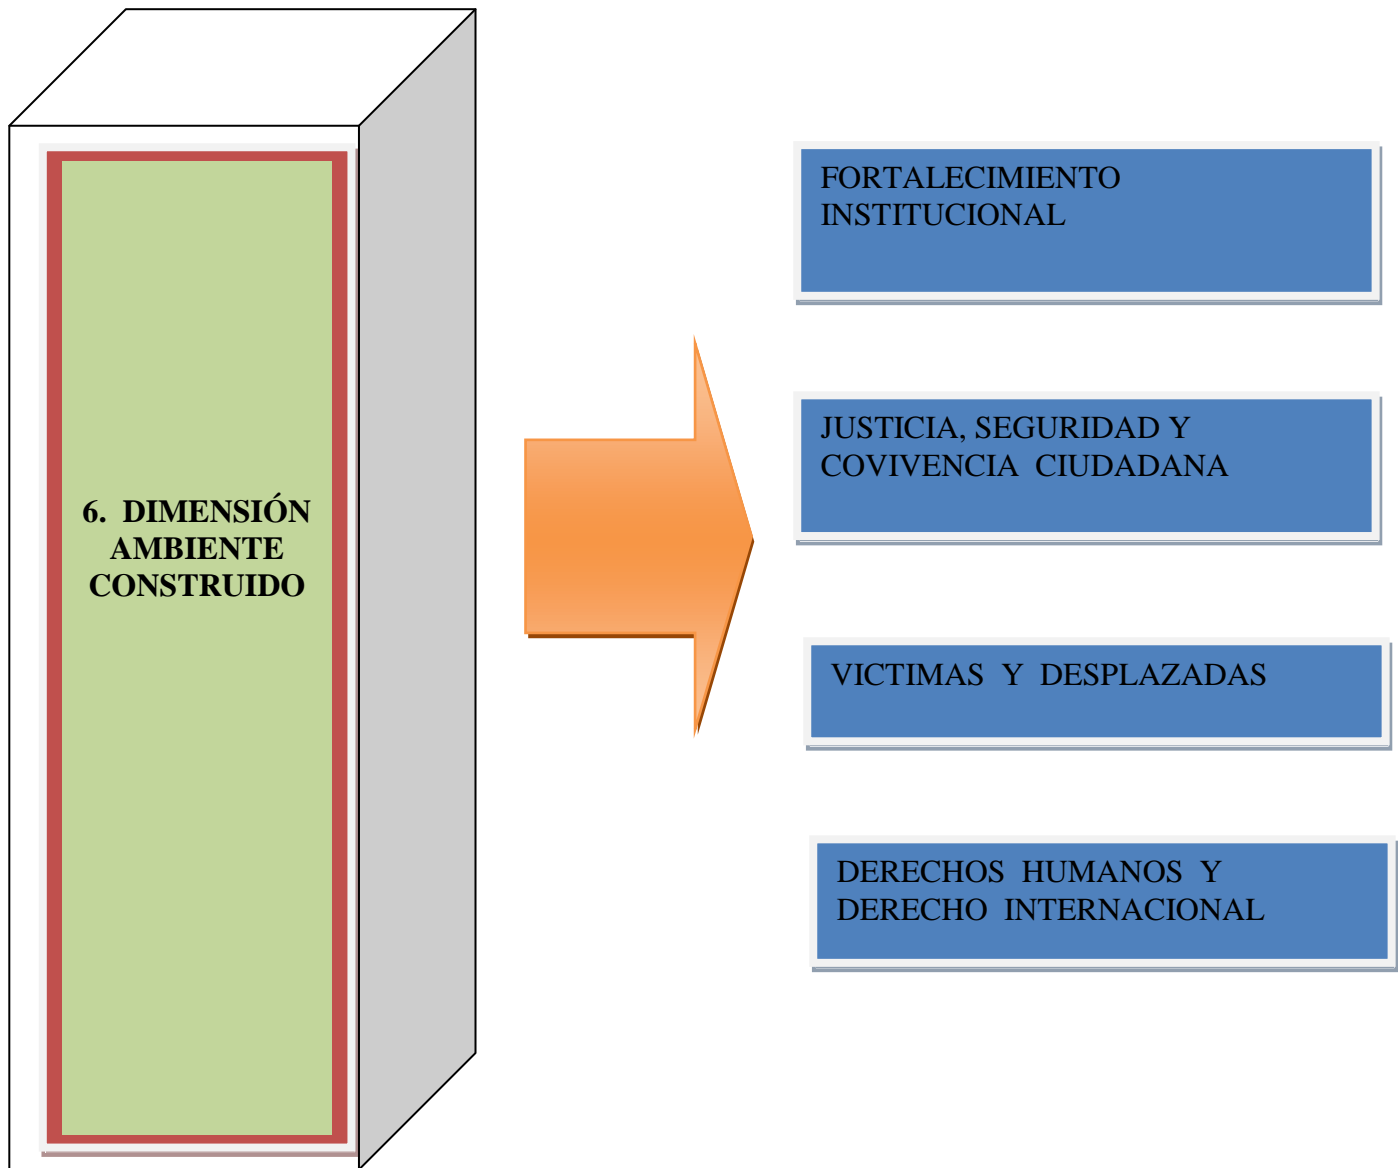 6. DIMENSIÓN
AMBIENTE
CONSTRUIDO
FORTALECIMIENTO
INSTITUCIONAL
JUSTICIA, SEGURIDAD Y
COVIVENCIA CIUDADANA
VICTIMAS Y DESPLAZADAS
DERECHOS HUMANOS Y
DERECHO INTERNACIONAL